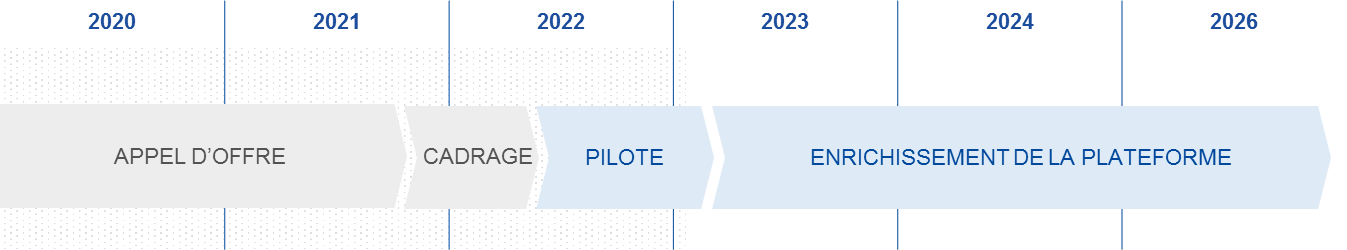 2020 2021 2022 2023 2024 2026
APPEL D’OFFRE CADRAGE PILOTE ENRICHISSEMENT DE LA PLATEFORME